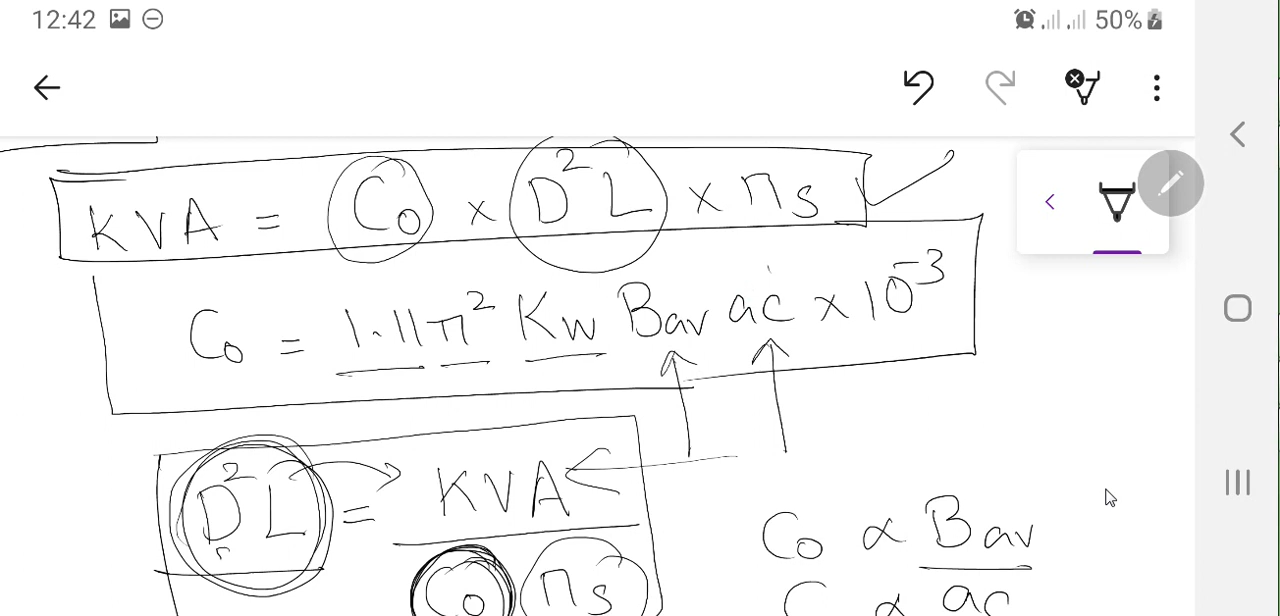 12:42 50%
KVA = C₀ × D²L × ns
C₀ = 1.11π² Kw Bav ac × 10⁻³
D²L = KVA / C₀ ns
C₀ ∝ Bav
C ∝ ac